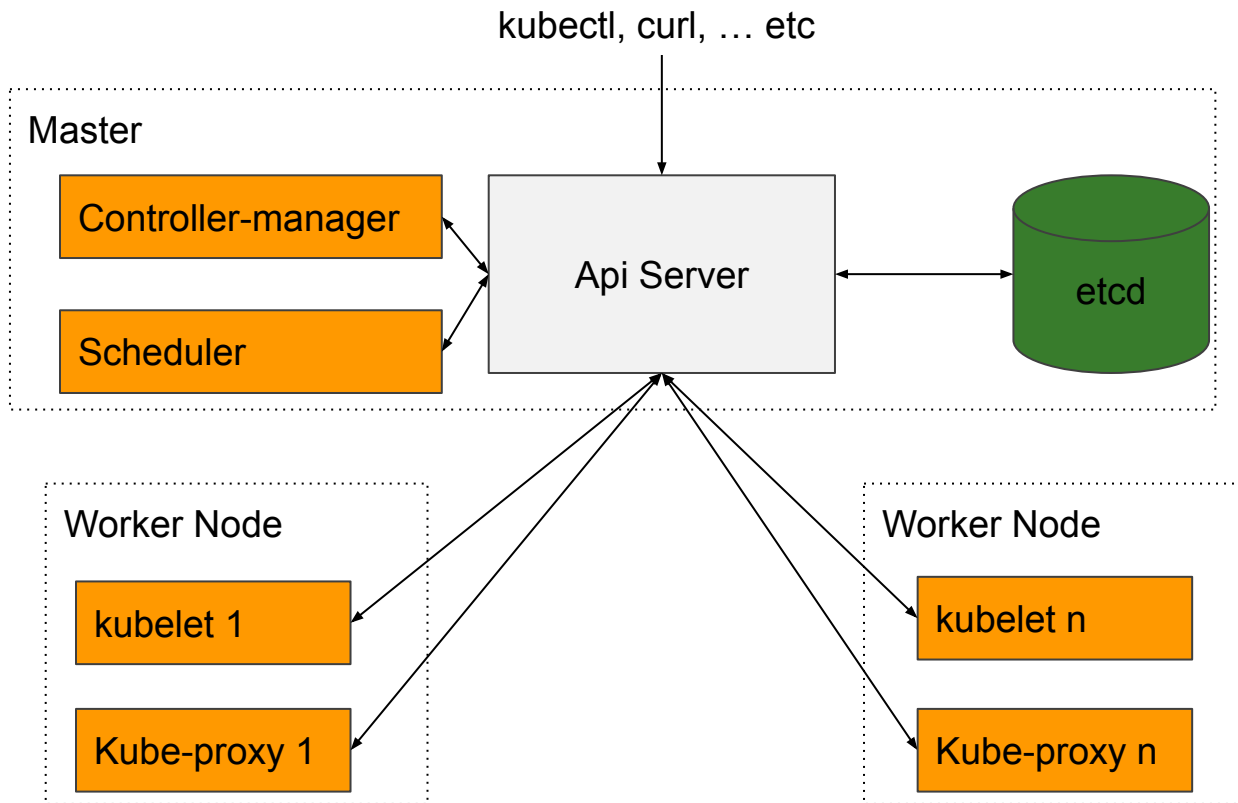 kubectl, curl, … etc
Master
Controller-manager
Api Server
etcd
Scheduler
Worker Node
Worker Node
kubelet 1
kubelet n
Kube-proxy 1
Kube-proxy n